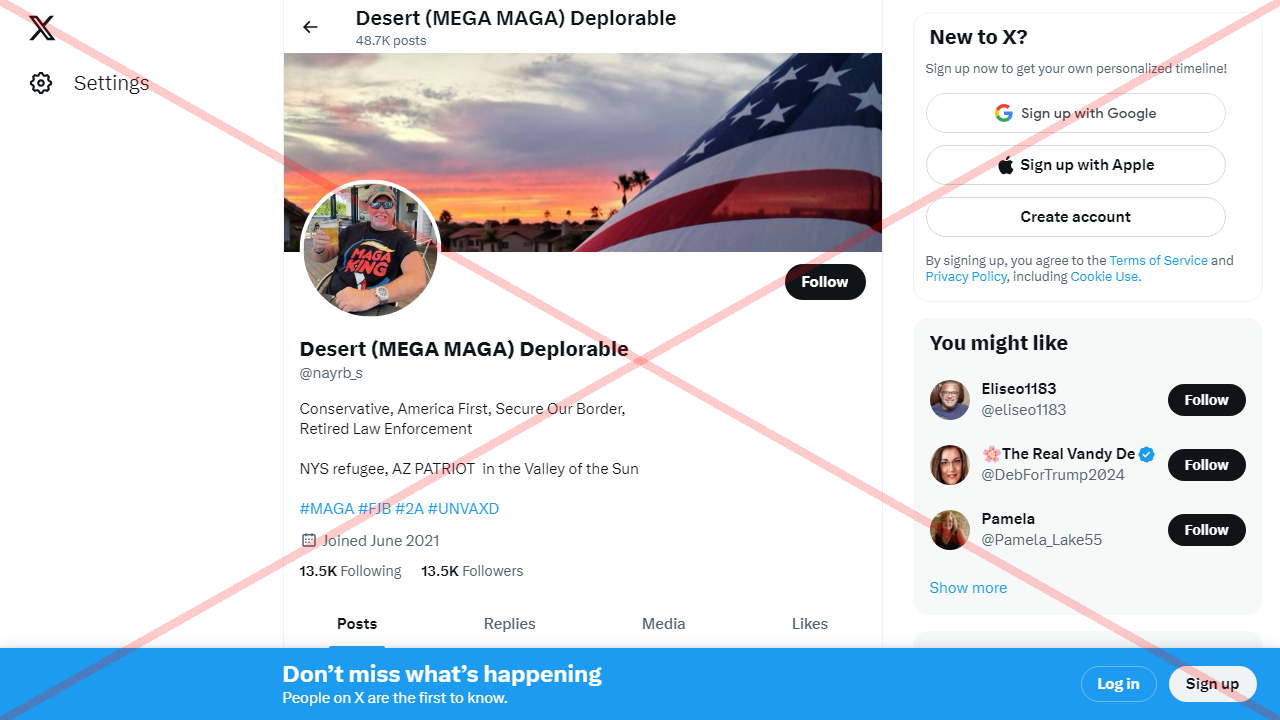 Settings
Desert (MEGA MAGA) Deplorable
48.7K posts
MAGA
KING
Follow
Desert (MEGA MAGA) Deplorable
@nayrb_s
Conservative, America First, Secure Our Border,
Retired Law Enforcement
NYS refugee, AZ PATRIOT in the Valley of the Sun
#MAGA #FJB #2A #UNVAXD
Joined June 2021
13.5K Following 13.5K Followers
Posts Replies Media Likes
New to X?
Sign up now to get your own personalized timeline!
Sign up with Google
Sign up with Apple
Create account
By signing up, you agree to the Terms of Service and
Privacy Policy, including Cookie Use.
You might like
Eliseo1183
@eliseo1183
Follow
🌸The Real Vandy De
@DebForTrump2024
Follow
Pamela
@Pamela_Lake55
Follow
Show more
Don’t miss what’s happening
People on X are the first to know.
Log in
Sign up